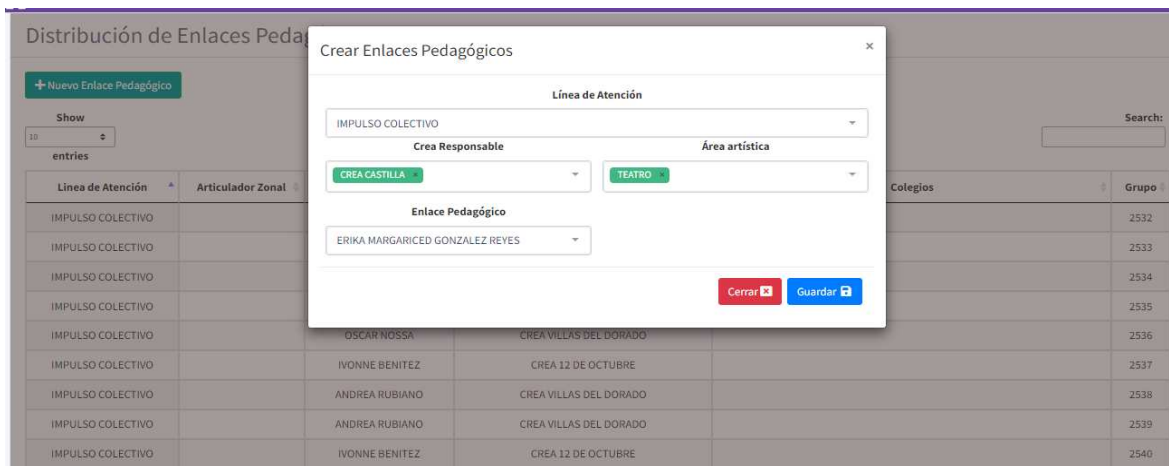 Distribución de Enlaces Peda
Crear Enlaces Pedagógicos ×
+ Nuevo Enlace Pedagógico
Línea de Atención
IMPULSO COLECTIVO
Show
10
entries
Search:
Crea Responsable Área artística
CREA CASTILLA × TEATRO ×
Enlace Pedagógico
ERIKA MARGARICED GONZALEZ REYES
Cerrar Guardar
Linea de Atención Articulador Zonal Colegios Grupo
IMPULSO COLECTIVO 2532
IMPULSO COLECTIVO 2533
IMPULSO COLECTIVO 2534
IMPULSO COLECTIVO 2535
IMPULSO COLECTIVO OSCAR NOSSA CREA VILLAS DEL DORADO 2536
IMPULSO COLECTIVO IVONNE BENITEZ CREA 12 DE OCTUBRE 2537
IMPULSO COLECTIVO ANDREA RUBIANO CREA VILLAS DEL DORADO 2538
IMPULSO COLECTIVO ANDREA RUBIANO CREA VILLAS DEL DORADO 2539
IMPULSO COLECTIVO IVONNE BENITEZ CREA 12 DE OCTUBRE 2540